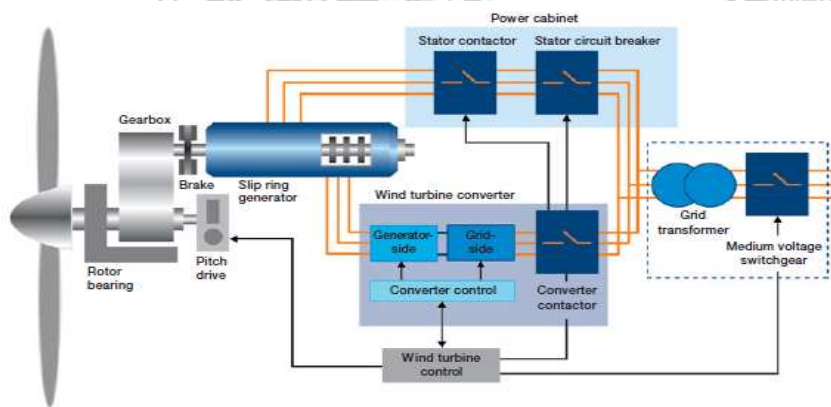 Power cabinet
Stator contactor
Stator circuit breaker
Gearbox
Brake
Slip ring
generator
Wind turbine converter
Generator-
side
Grid-
side
Converter control
Converter
contactor
Rotor
bearing
Pitch
drive
Grid
transformer
Medium voltage
switchgear
Wind turbine
control